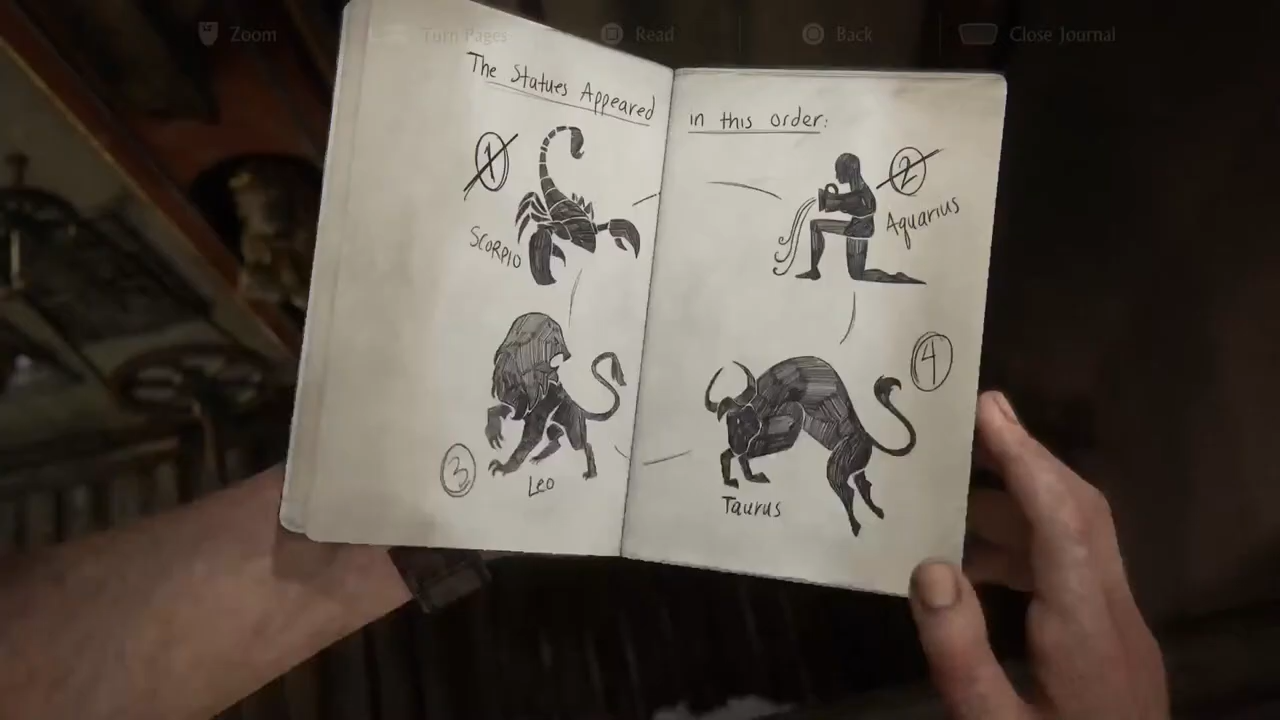 Zoom
Turn Pages
Read
Back
Close Journal
The Statues Appeared
in this order:
1
SCORPIO
2
Aquarius
3
Leo
4
Taurus